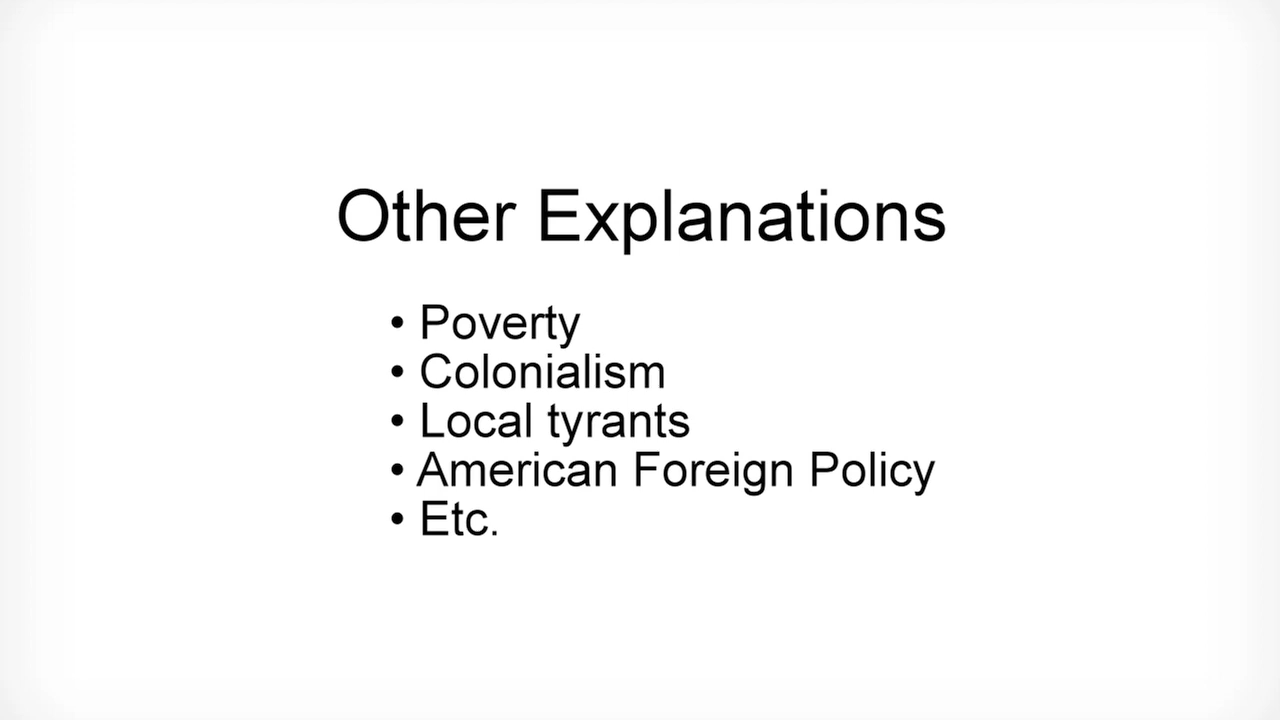 Other Explanations
• Poverty
• Colonialism
• Local tyrants
• American Foreign Policy
• Etc.